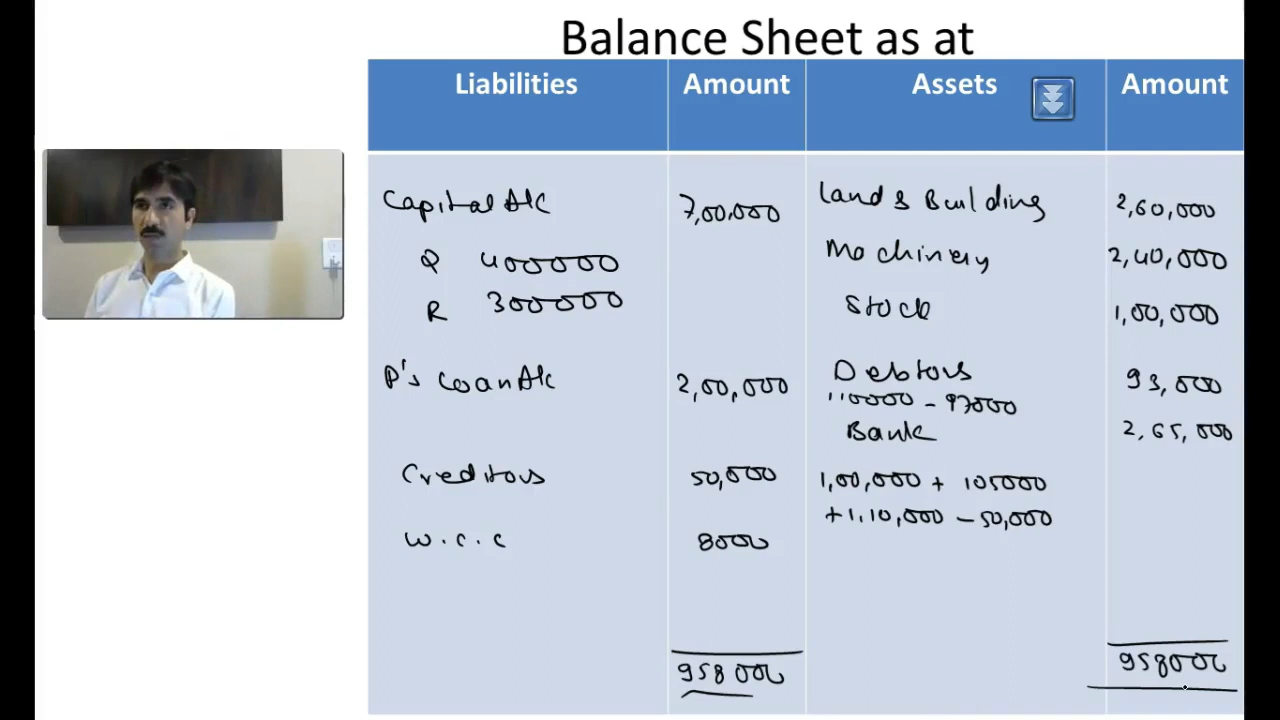 Balance Sheet as at
Liabilities Amount Assets Amount
Capital A/c 7,00,000 Land & Building 2,60,000
Q 400000 Machinery 2,40,000
R 300000 Stock 1,00,000
P's Loan A/c 2,00,000 Debtors 93,000
110000 - 97000
Bank 2,65,000
Creditors 50,000 1,00,000 + 105000
+1,10,000 - 50,000
W.C.C 8000
958000 958000